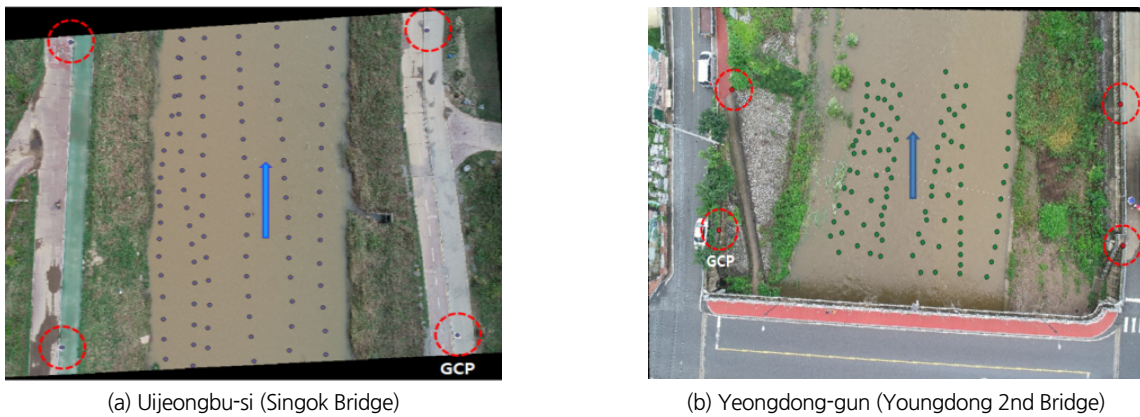 GCP
GCP
(a) Uijeongbu-si (Singok Bridge)
(b) Yeongdong-gun (Youngdong 2nd Bridge)